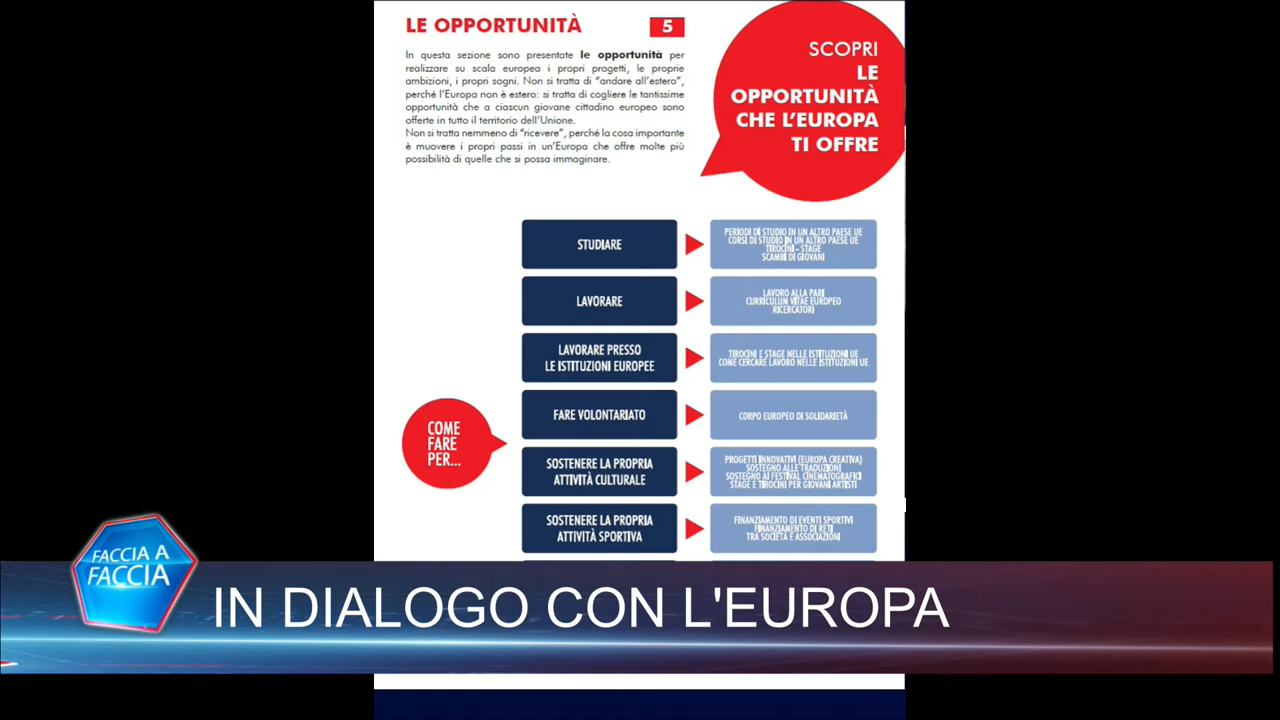 LE OPPORTUNITÀ
5
In questa sezione sono presentate le opportunità per
realizzare su scala europea i propri progetti, le proprie
ambizioni, i propri sogni. Non si tratta di "andare all'estero",
perché l'Europa non è estero: si tratta di cogliere le tantissime
opportunità che a ciascun giovane cittadino europeo sono
offerte in tutto il territorio dell'Unione.
Non si tratta nemmeno di "ricevere", perché la cosa importante
è muovere i propri passi in un'Europa che offre molte più
possibilità di quelle che si possa immaginare.
SCOPRI
LE
OPPORTUNITÀ
CHE L'EUROPA
TI OFFRE
COME
FARE
PER...
STUDIARE
PERIODI DI STUDIO IN UN ALTRO PAESE UE
CORSI DI STUDIO IN UN ALTRO PAESE UE
TIROCINI - STAGE
SCAMBI DI GIOVANI
LAVORARE
LAVORO ALLA PARI
CURRICULUM VITAE EUROPEO
RICERCATORI
LAVORARE PRESSO
LE ISTITUZIONI EUROPEE
TIROCINI E STAGE NELLE ISTITUZIONI UE
COME CERCARE LAVORO NELLE ISTITUZIONI UE
FARE VOLONTARIATO
CORPO EUROPEO DI SOLIDARIETÀ
SOSTENERE LA PROPRIA
ATTIVITÀ CULTURALE
PROGETTI INNOVATIVI (EUROPA CREATIVA)
SOSTEGNO ALLE TRADUZIONI
SOSTEGNO AI FESTIVAL CINEMATOGRAFICI
STAGE E TIROCINI PER GIOVANI ARTISTI
SOSTENERE LA PROPRIA
ATTIVITÀ SPORTIVA
FINANZIAMENTO DI EVENTI SPORTIVI
FINANZIAMENTO DI RETI
TRA SOCIETÀ E ASSOCIAZIONI
FACCIA A
FACCIA
IN DIALOGO CON L'EUROPA